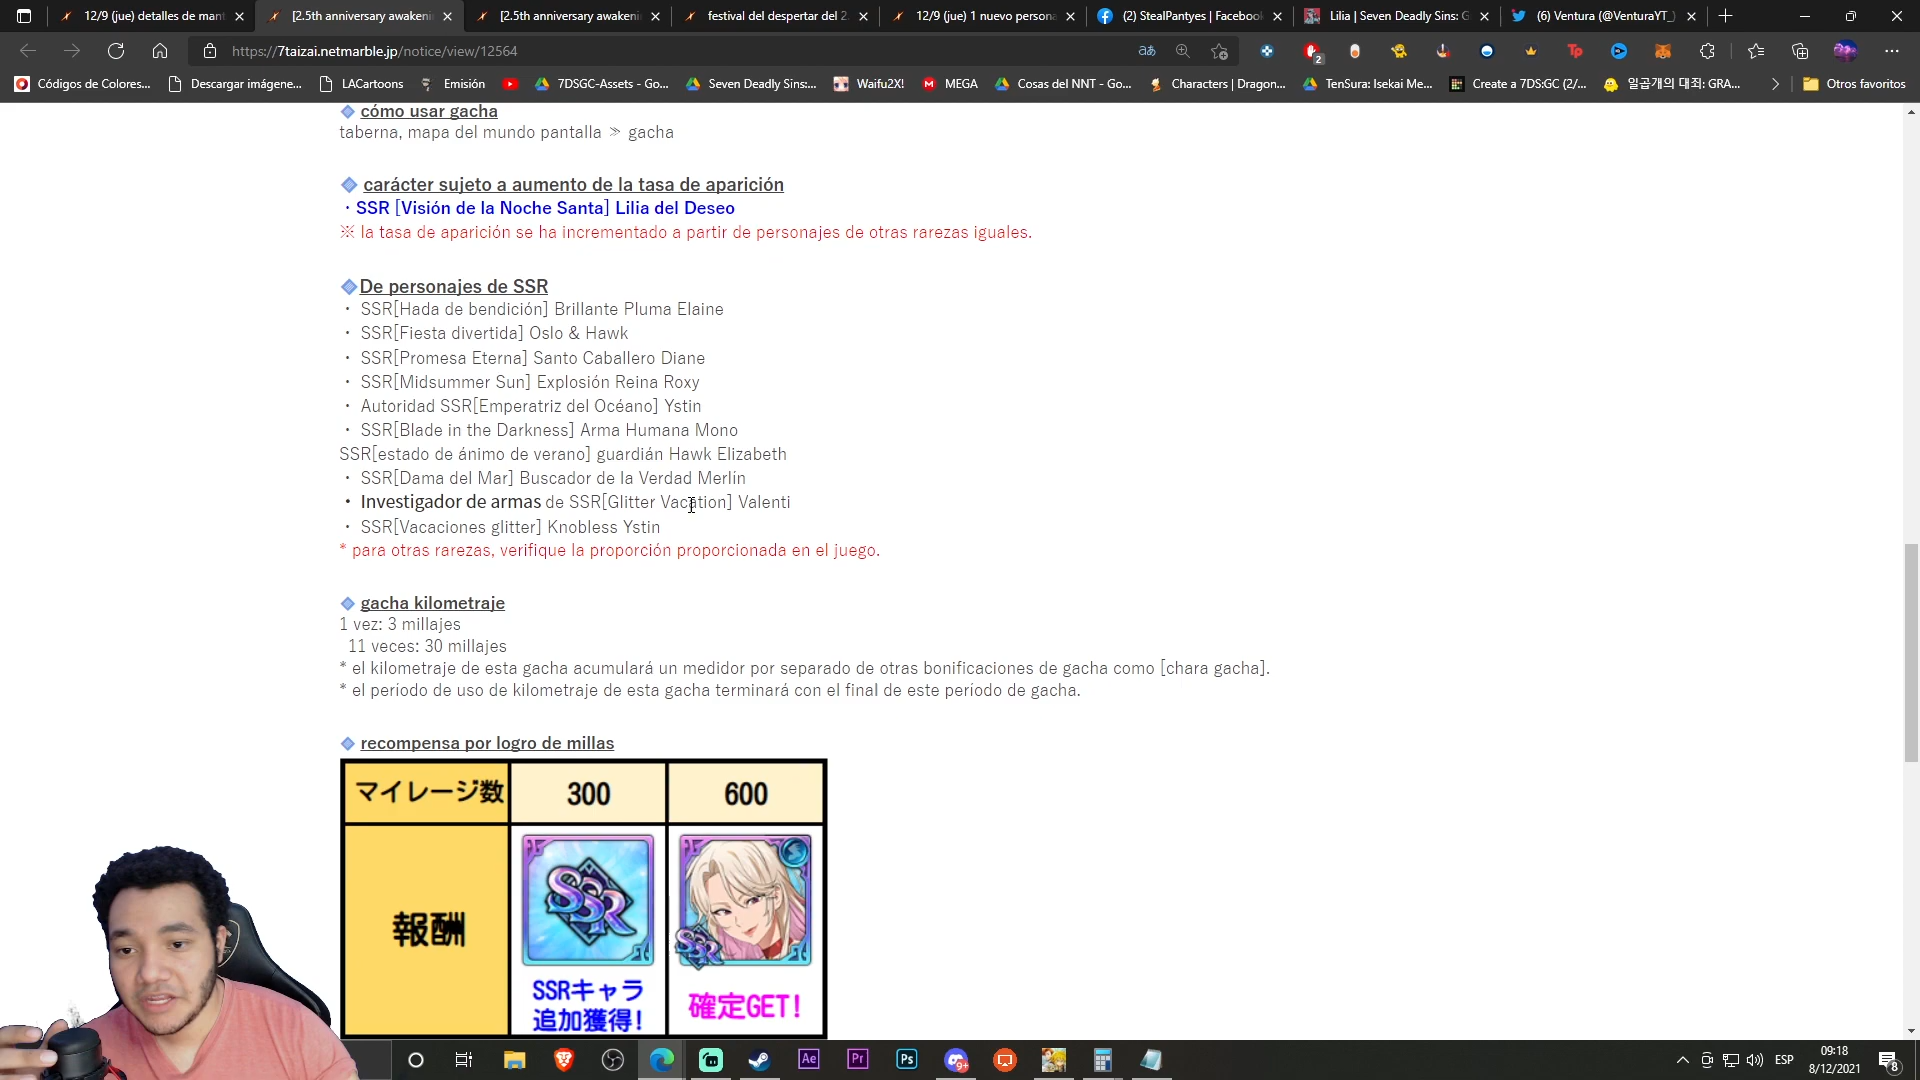 12/9 (jue) detalles de mant
[2.5th anniversary awakeni
[2.5th anniversary awakeni
festival del despertar del 2.
12/9 (jue) 1 nuevo persona
(2) StealPantyes | Facebook
Lilia | Seven Deadly Sins: G
(6) Ventura (@VenturaYT_)
https://7taizai.netmarble.jp/notice/view/12564
Códigos de Colores...
Descargar imágene...
LACartoons
Emisión
7DSGC-Assets - Go...
Seven Deadly Sins:...
Waifu2X!
MEGA
Cosas del NNT - Go...
Characters | Dragon...
TenSura: Isekai Me...
Create a 7DS:GC (2/...
일곱개의 대죄: GRA...
Otros favoritos
cómo usar gacha
taberna, mapa del mundo pantalla ≫ gacha
carácter sujeto a aumento de la tasa de aparición
・SSR [Visión de la Noche Santa] Lilia del Deseo
※ la tasa de aparición se ha incrementado a partir de personajes de otras rarezas iguales.
De personajes de SSR
・ SSR[Hada de bendición] Brillante Pluma Elaine
・ SSR[Fiesta divertida] Oslo & Hawk
・ SSR[Promesa Eterna] Santo Caballero Diane
・ SSR[Midsummer Sun] Explosión Reina Roxy
・ Autoridad SSR[Emperatriz del Océano] Ystin
・ SSR[Blade in the Darkness] Arma Humana Mono
SSR[estado de ánimo de verano] guardián Hawk Elizabeth
・ SSR[Dama del Mar] Buscador de la Verdad Merlín
・ Investigador de armas de SSR[Glitter Vacation] Valenti
・ SSR[Vacaciones glitter] Knobless Ystin
* para otras rarezas, verifique la proporción proporcionada en el juego.
gacha kilometraje
1 vez: 3 millajes
11 veces: 30 millajes
* el kilometraje de esta gacha acumulará un medidor por separado de otras bonificaciones de gacha como [chara gacha].
* el período de uso de kilometraje de esta gacha terminará con el final de este período de gacha.
recompensa por logro de millas
マイレージ数 300 600
報酬
SSR
SSRキャラ
追加獲得!
SSR
確定GET!
ESP
09:18
8/12/2021